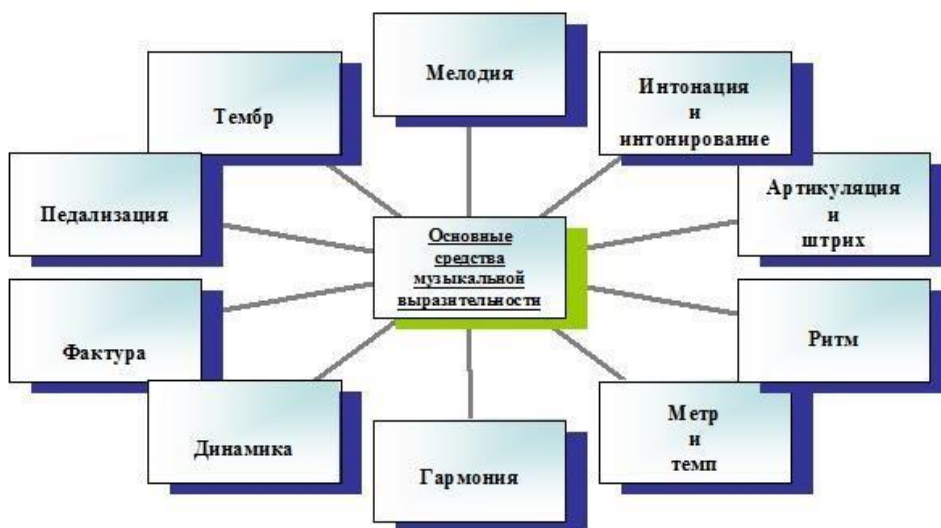 Мелодия
Интонация
и
интонирование
Тембр
Артикуляция
и
штрих
Педализация
Основные
средства
музыкальной
выразительности
Ритм
Фактура
Метр
и
темп
Динамика
Гармония